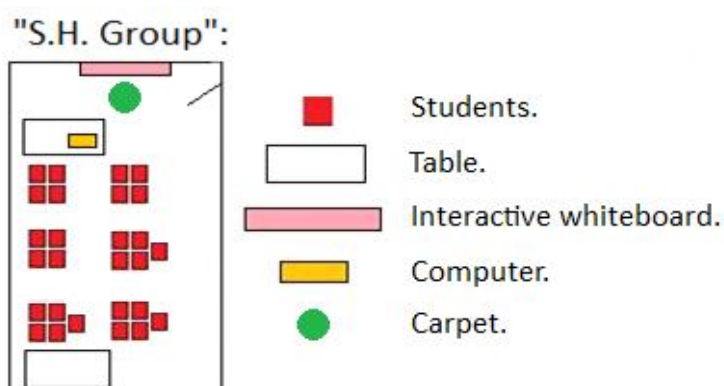 "S.H. Group":
Students.
Table.
Interactive whiteboard.
Computer.
Carpet.